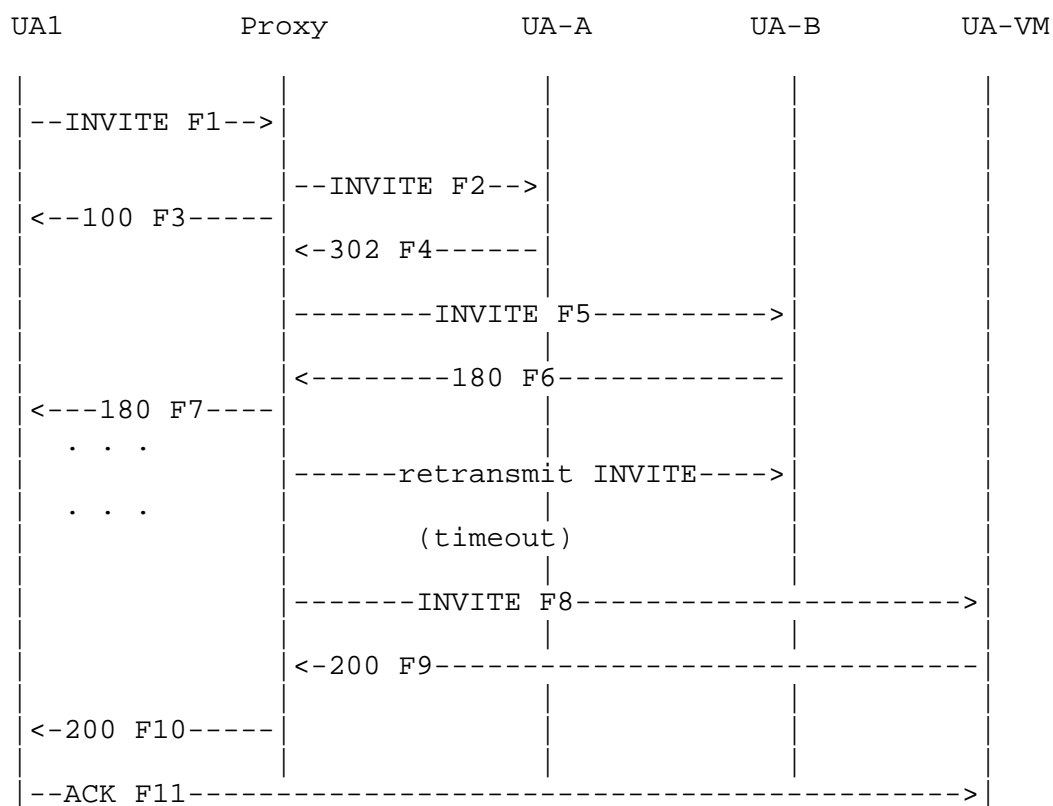 UA1 Proxy UA-A UA-B UA-VM
--INVITE F1-->
--INVITE F2-->
<--100 F3-----
<-302 F4------
--------INVITE F5---------->
<--------180 F6-------------
<---180 F7----
. . .
------retransmit INVITE---->
. . .
(timeout)
-------INVITE F8---------------------->
<-200 F9-------------------------------
<-200 F10-----
--ACK F11----------------------------------------------------->